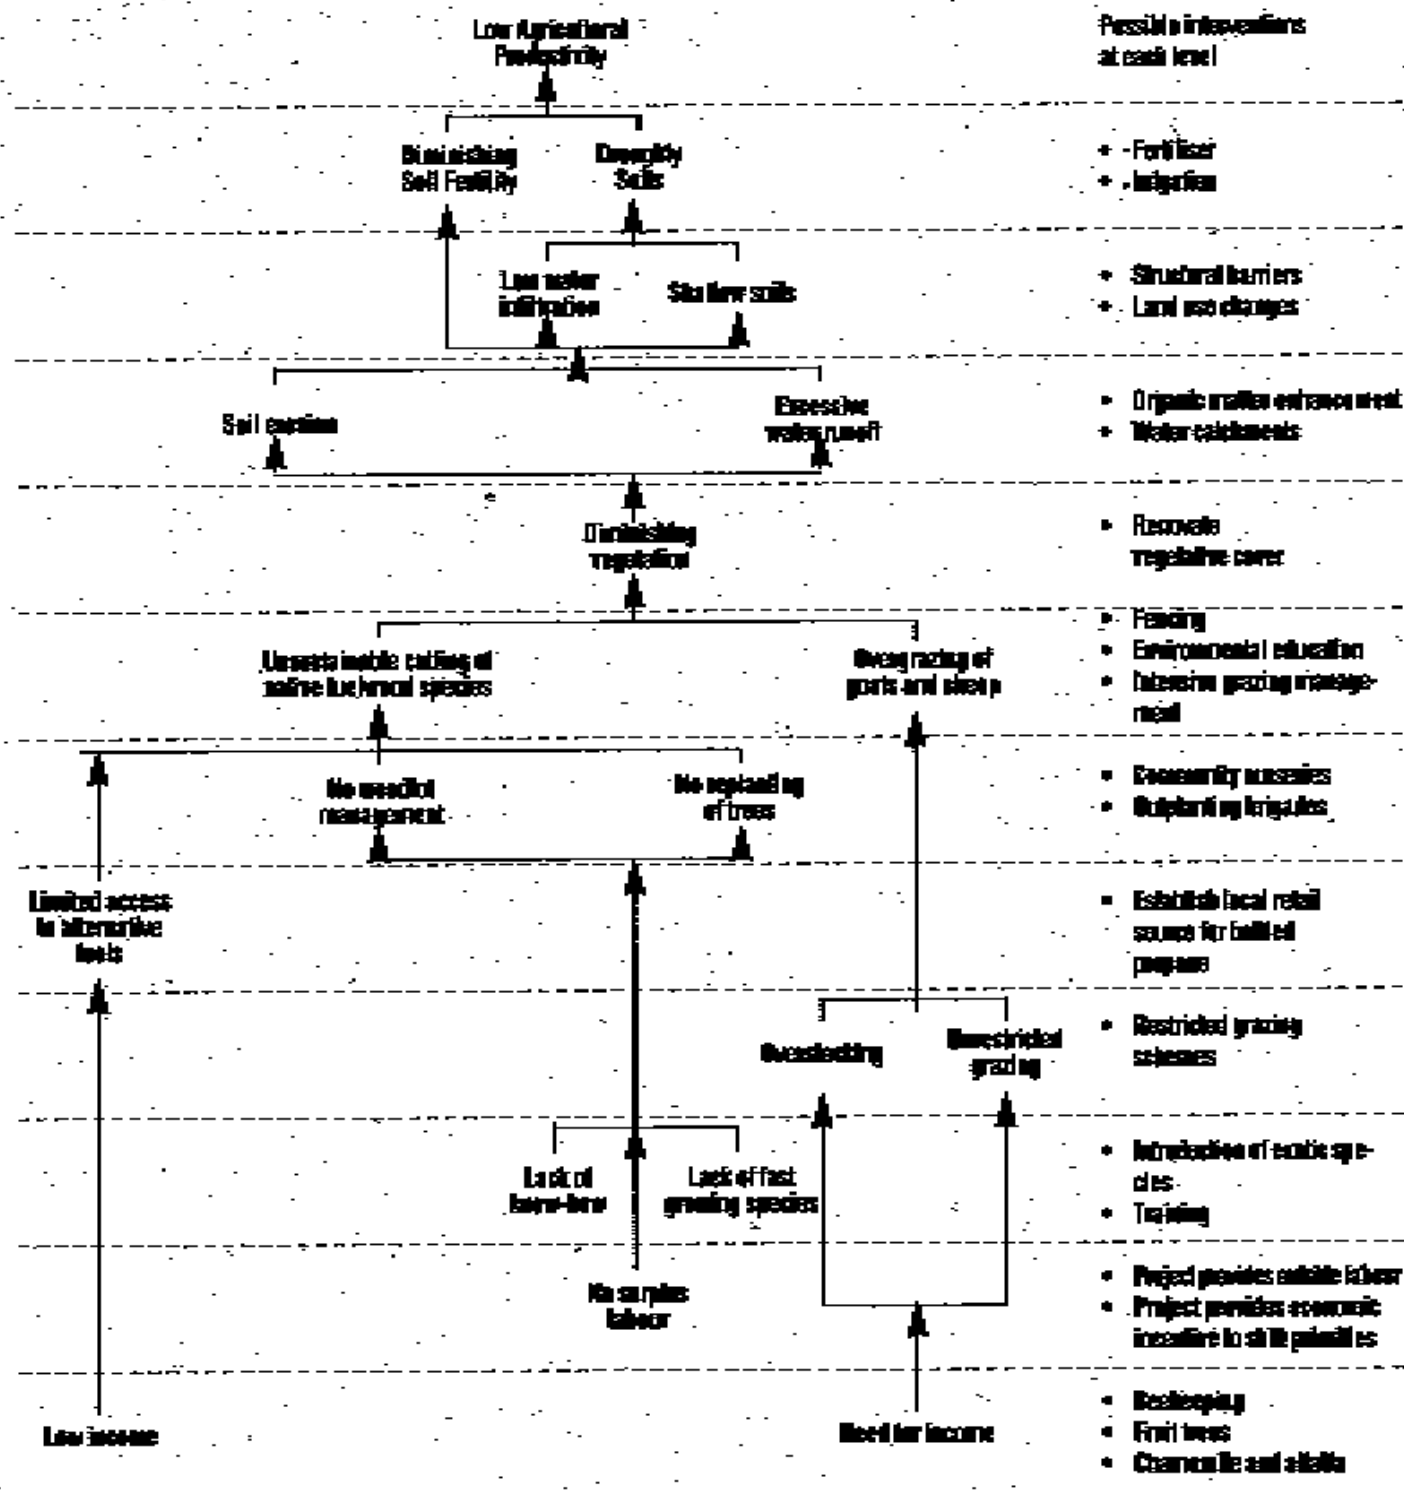 Low Agricultural
Productivity
Possible interventions
at each level
Diminishing
Soil Fertility
Droughty
Soils
• Fertiliser
• Irrigation
Low water
infiltration
Shallow soils
• Structural barriers
• Land use changes
Soil erosion
Excessive
water runoff
• Organic matter enhancement
• Water catchments
Diminishing
vegetation
• Renovate
vegetative cover
Unsustainable cutting of
native fuelwood species
Overgrazing of
goats and sheep
• Fencing
• Environmental education
• Intensive grazing manage-
ment
No woodlot
management
No replanting
of trees
• Community nurseries
• Outplanting brigades
Limited access
to alternative
fuels
• Establish local retail
source for bottled
propane
Overstocking
Unrestricted
grazing
• Restricted grazing
schemes
Lack of
know-how
Lack of fast
growing species
• Introduction of exotic spe-
cies
• Training
No surplus
labour
• Project provides outside labour
• Project provides economic
incentive to shift priorities
Low income
Need for income
• Beekeeping
• Fruit trees
• Chamomile and alfalfa